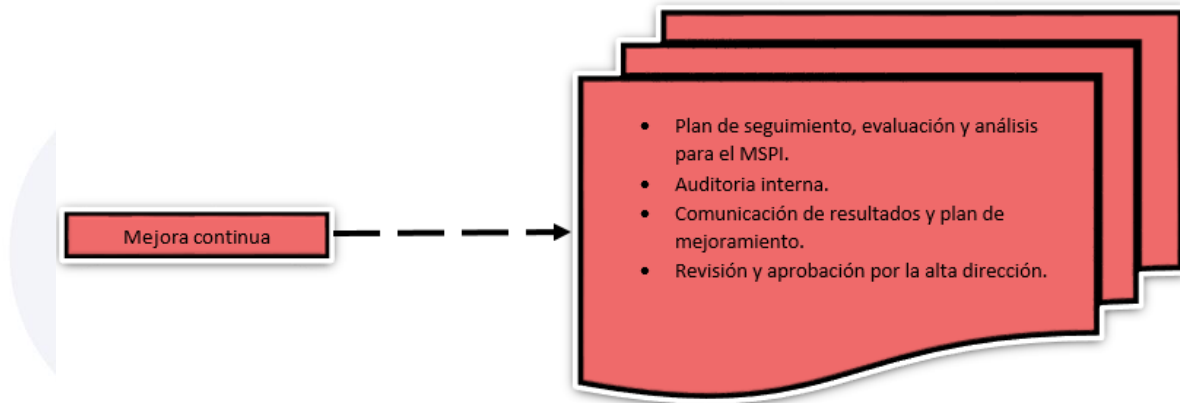 Mejora continua
• Plan de seguimiento, evaluación y análisis
para el MSPI.
• Auditoria interna.
• Comunicación de resultados y plan de
mejoramiento.
• Revisión y aprobación por la alta dirección.